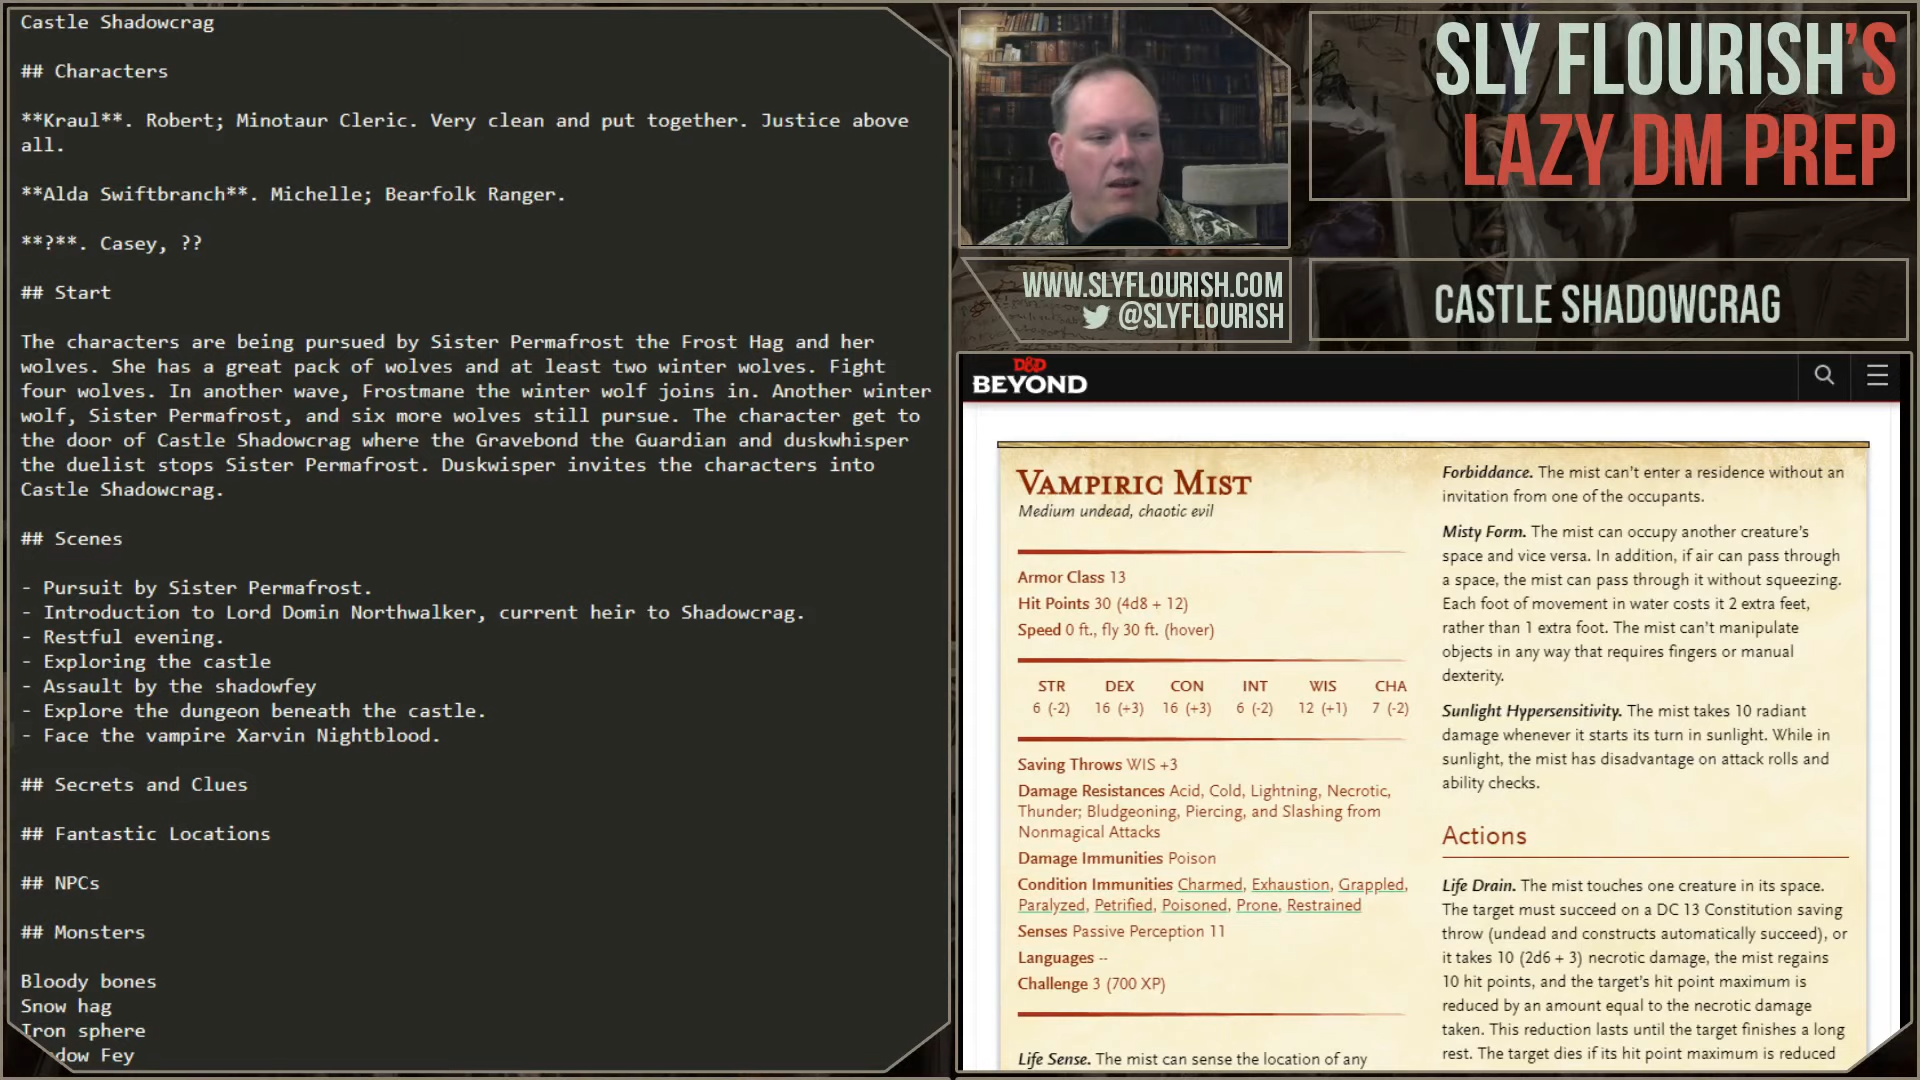 Castle Shadowcrag
## Characters
**Kraul**. Robert; Minotaur Cleric. Very clean and put together. Justice above
all.
**Alda Swiftbranch**. Michelle; Bearfolk Ranger.
**?**. Casey, ??
## Start
The characters are being pursued by Sister Permafrost the Frost Hag and her
wolves. She has a great pack of wolves and at least two winter wolves. Fight
four wolves. In another wave, Frostmane the winter wolf joins in. Another winter
wolf, Sister Permafrost, and six more wolves still pursue. The character get to
the door of Castle Shadowcrag where the Gravebond the Guardian and duskwhisper
the duelist stops Sister Permafrost. Duskwisper invites the characters into
Castle Shadowcrag.
## Scenes
- Pursuit by Sister Permafrost.
- Introduction to Lord Domin Northwalker, current heir to Shadowcrag.
- Restful evening.
- Exploring the castle
- Assault by the shadowfey
- Explore the dungeon beneath the castle.
- Face the vampire Xarvin Nightblood.
## Secrets and Clues
## Fantastic Locations
## NPCs
## Monsters
Bloody bones
Snow hag
Iron sphere
dow Fey
SLY FLOURISH'S
LAZY DM PREP
WWW.SLYFLOURISH.COM
@SLYFLOURISH
CASTLE SHADOWCRAG
D&D
BEYOND
VAMPIRIC MIST
Medium undead, chaotic evil
Armor Class 13
Hit Points 30 (4d8 + 12)
Speed 0 ft., fly 30 ft. (hover)
STR DEX CON INT WIS CHA
6 (-2) 16 (+3) 16 (+3) 6 (-2) 12 (+1) 7 (-2)
Saving Throws WIS +3
Damage Resistances Acid, Cold, Lightning, Necrotic,
Thunder; Bludgeoning, Piercing, and Slashing from
Nonmagical Attacks
Damage Immunities Poison
Condition Immunities Charmed, Exhaustion, Grappled,
Paralyzed, Petrified, Poisoned, Prone, Restrained
Senses Passive Perception 11
Languages --
Challenge 3 (700 XP)
Life Sense. The mist can sense the location of any
Forbiddance. The mist can't enter a residence without an
invitation from one of the occupants.
Misty Form. The mist can occupy another creature's
space and vice versa. In addition, if air can pass through
a space, the mist can pass through it without squeezing.
Each foot of movement in water costs it 2 extra feet,
rather than 1 extra foot. The mist can't manipulate
objects in any way that requires fingers or manual
dexterity.
Sunlight Hypersensitivity. The mist takes 10 radiant
damage whenever it starts its turn in sunlight. While in
sunlight, the mist has disadvantage on attack rolls and
ability checks.
Actions
Life Drain. The mist touches one creature in its space.
The target must succeed on a DC 13 Constitution saving
throw (undead and constructs automatically succeed), or
it takes 10 (2d6 + 3) necrotic damage, the mist regains
10 hit points, and the target's hit point maximum is
reduced by an amount equal to the necrotic damage
taken. This reduction lasts until the target finishes a long
rest. The target dies if its hit point maximum is reduced